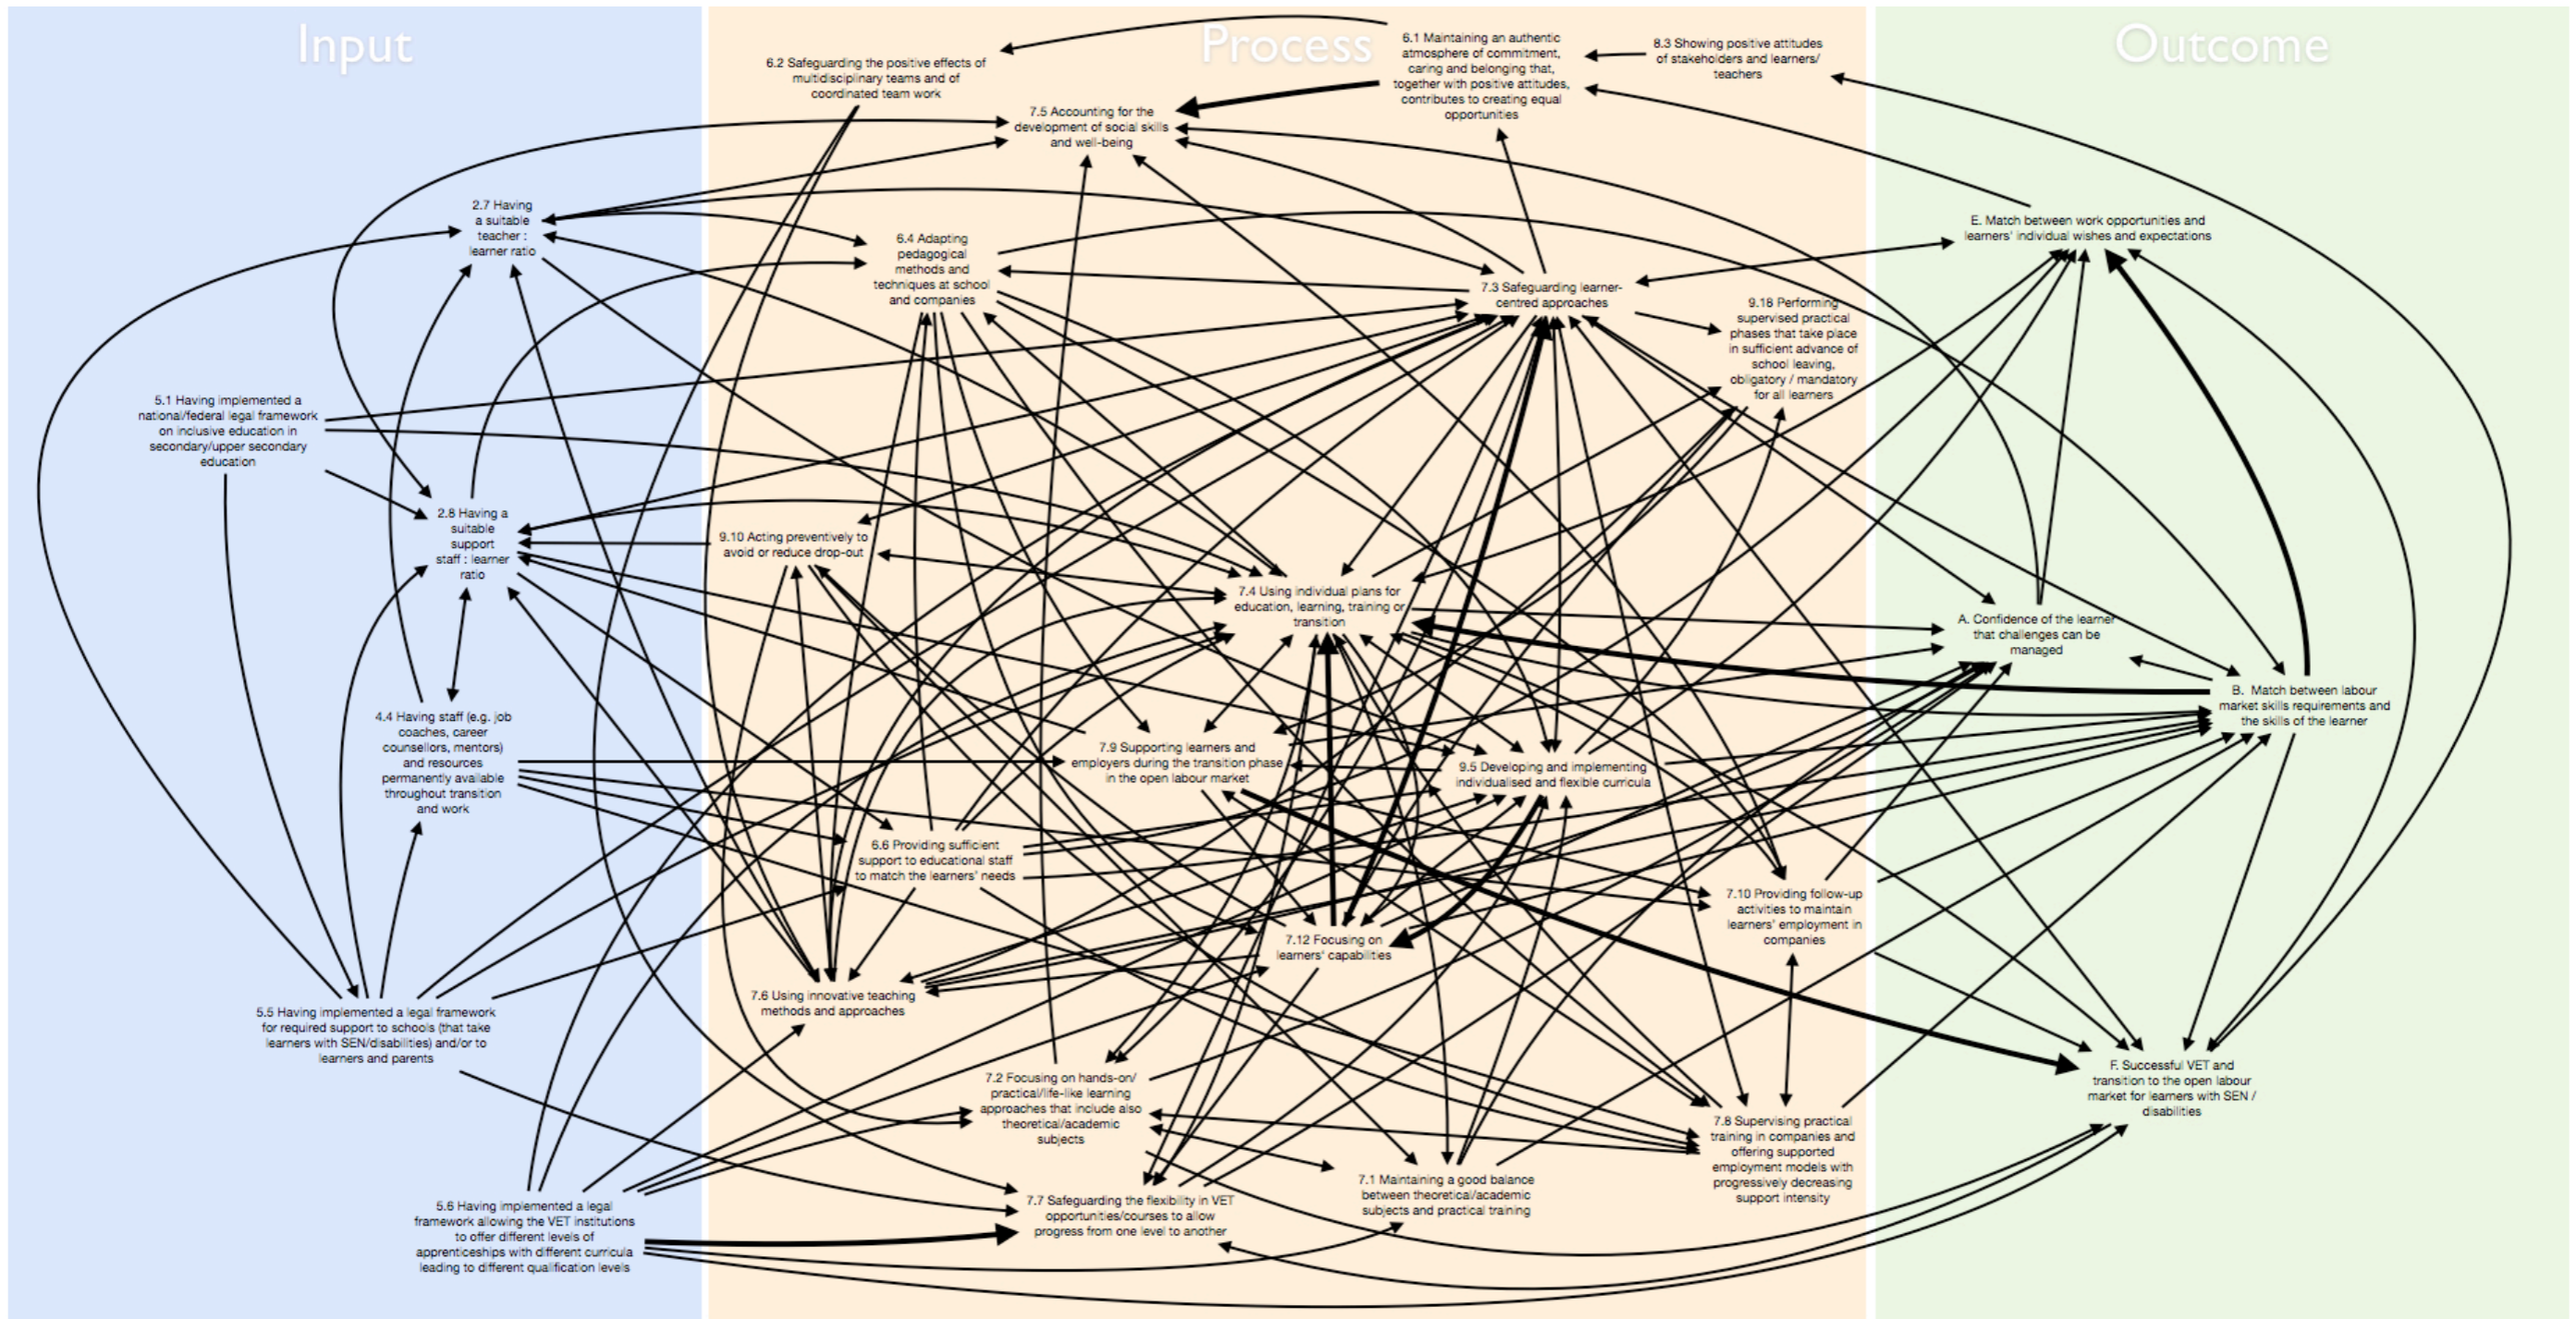 Input
Process
Outcome
6.2 Safeguarding the positive effects of
multidisciplinary teams and of
coordinated team work
6.1 Maintaining an authentic
atmosphere of commitment,
caring and belonging that,
together with positive attitudes,
contributes to creating equal
opportunities
8.3 Showing positive attitudes
of stakeholders and learners/
teachers
7.5 Accounting for the
development of social skills
and well-being
2.7 Having
a suitable
teacher :
learner ratio
6.4 Adapting
pedagogical
methods and
techniques at school
and companies
7.3 Safeguarding learner-
centred approaches
9.18 Performing
supervised practical
phases that take place
in sufficient advance of
school leaving,
obligatory / mandatory
for all learners
E. Match between work opportunities and
learners' individual wishes and expectations
5.1 Having implemented a
national/federal legal framework
on inclusive education in
secondary/upper secondary
education
2.8 Having a
suitable
support
staff : learner
ratio
9.10 Acting preventively to
avoid or reduce drop-out
7.4 Using individual plans for
education, learning, training or
transition
A. Confidence of the learner
that challenges can be
managed
B. Match between labour
market skills requirements and
the skills of the learner
4.4 Having staff (e.g. job
coaches, career
counsellors, mentors)
and resources
permanently available
throughout transition
and work
7.9 Supporting learners and
employers during the transition phase
in the open labour market
9.5 Developing and implementing
individualised and flexible curricula
6.6 Providing sufficient
support to educational staff
to match the learners' needs
7.10 Providing follow-up
activities to maintain
learners' employment in
companies
7.12 Focusing on
learners' capabilities
7.6 Using innovative teaching
methods and approaches
5.5 Having implemented a legal framework
for required support to schools (that take
learners with SEN/disabilities) and/or to
learners and parents
7.2 Focusing on hands-on/
practical/life-like learning
approaches that include also
theoretical/academic
subjects
F. Successful VET and
transition to the open labour
market for learners with SEN /
disabilities
7.8 Supervising practical
training in companies and
offering supported
employment models with
progressively decreasing
support intensity
7.1 Maintaining a good balance
between theoretical/academic
subjects and practical training
7.7 Safeguarding the flexibility in VET
opportunities/courses to allow
progress from one level to another
5.6 Having implemented a legal
framework allowing the VET institutions
to offer different levels of
apprenticeships with different curricula
leading to different qualification levels